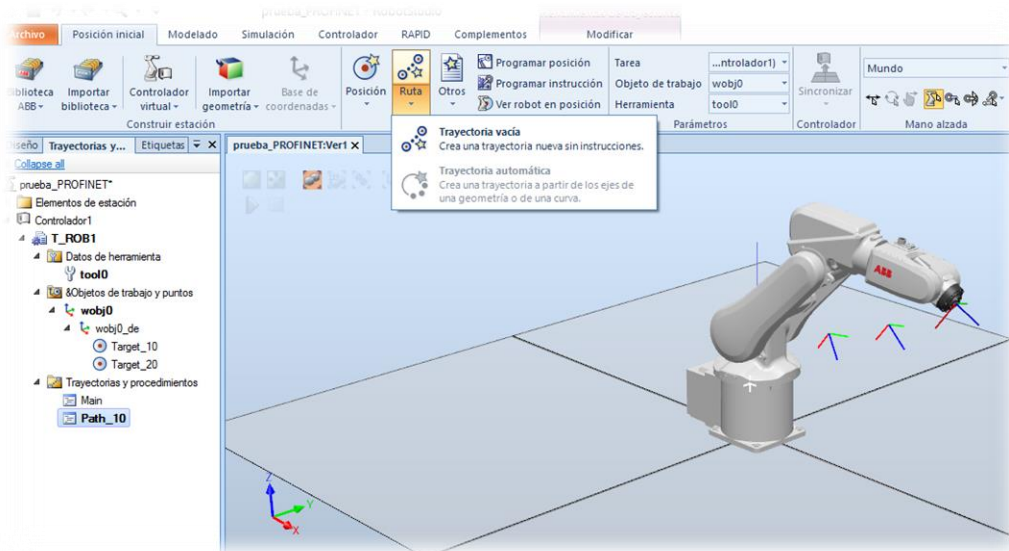 Archivo
Posición inicial
Modelado
Simulación
Controlador
RAPID
Complementos
Modificar
Biblioteca ABB
Importar biblioteca
Controlador virtual
Importar geometría
Base de coordenadas
Construir estación
Posición
Ruta
Otros
Programar posición
Programar instrucción
Ver robot en posición
Tarea
...ntrolador1)
Objeto de trabajo
wobj0
Herramienta
tool0
Parámetros
Sincronizar
Controlador
Mundo
Mano alzada
Trayectoria vacía
Crea una trayectoria nueva sin instrucciones.
Trayectoria automática
Crea una trayectoria a partir de los ejes de
una geometría o de una curva.
Trayectorias y...
Etiquetas
prueba_PROFINET:Ver1 X
Collapse all
prueba_PROFINET*
Elementos de estación
Controlador1
T_ROB1
Datos de herramienta
tool0
&Objetos de trabajo y puntos
wobj0
wobj0_de
Target_10
Target_20
Trayectorias y procedimientos
Main
Path_10
ABB
Z
Y
X